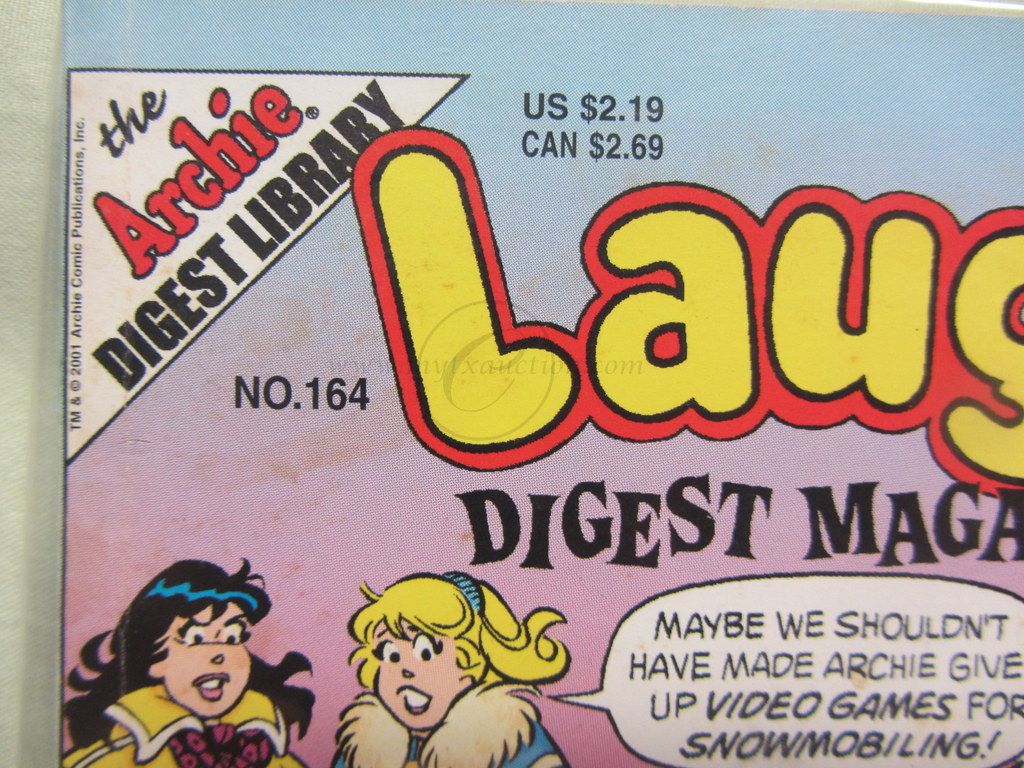 the
Archie®
DIGEST LIBRARY
TM & © 2001 Archie Comic Publications, Inc.
US $2.19
CAN $2.69
NO.164
Laug
DIGEST MAGA
MAYBE WE SHOULDN'T
HAVE MADE ARCHIE GIVE
UP VIDEO GAMES FOR
SNOWMOBILING!